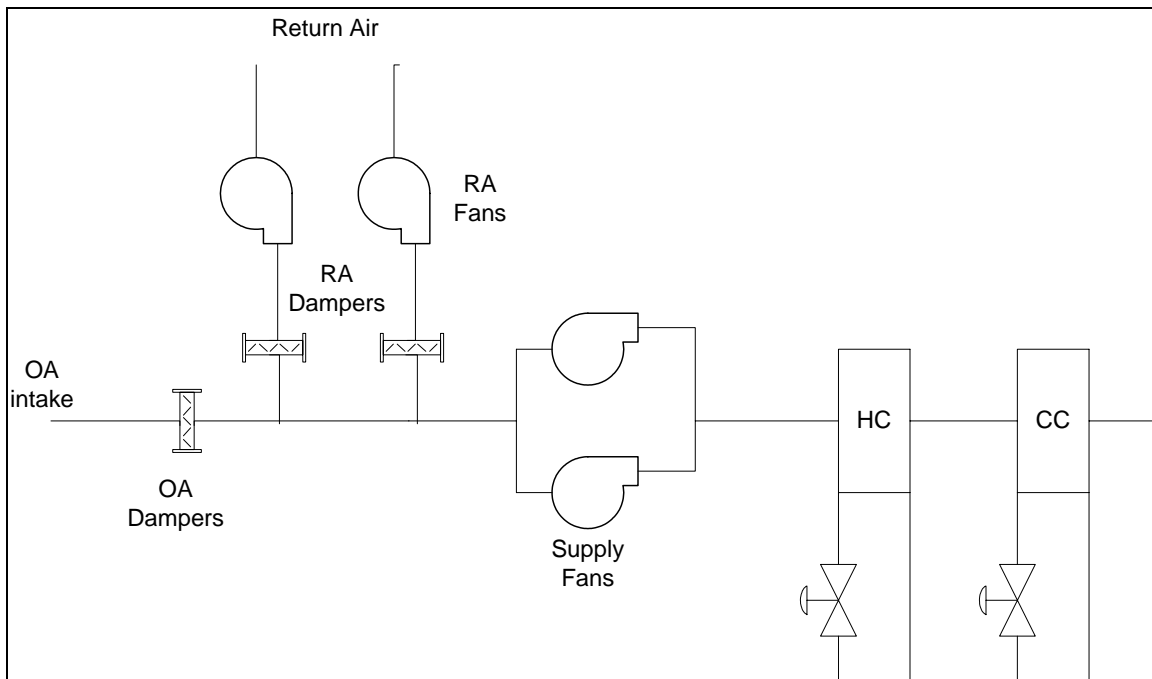 Return Air
RA
Fans
RA
Dampers
OA
intake
HC
CC
OA
Dampers
Supply
Fans